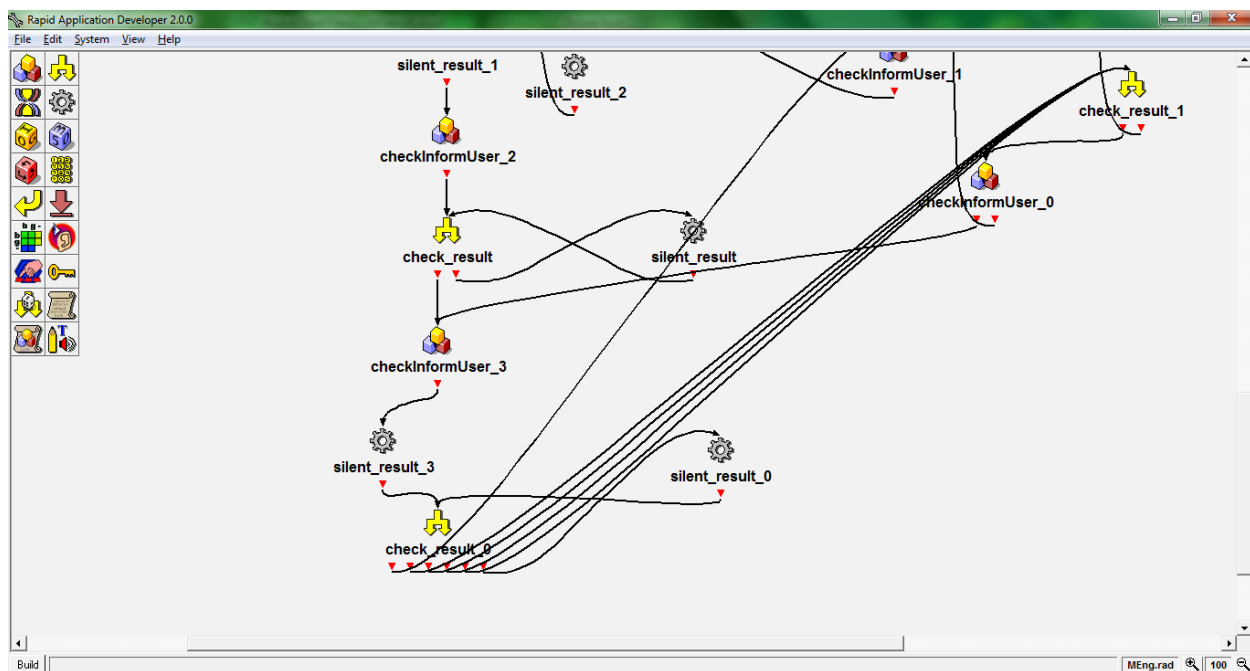 Rapid Application Developer 2.0.0
File Edit System View Help
silent_result_1
silent_result_2
checkInformUser_1
check_result_1
checkInformUser_2
checkInformUser_0
check_result
silent_result
checkInformUser_3
silent_result_3
silent_result_0
check_result_0
Build
MEng.rad
100